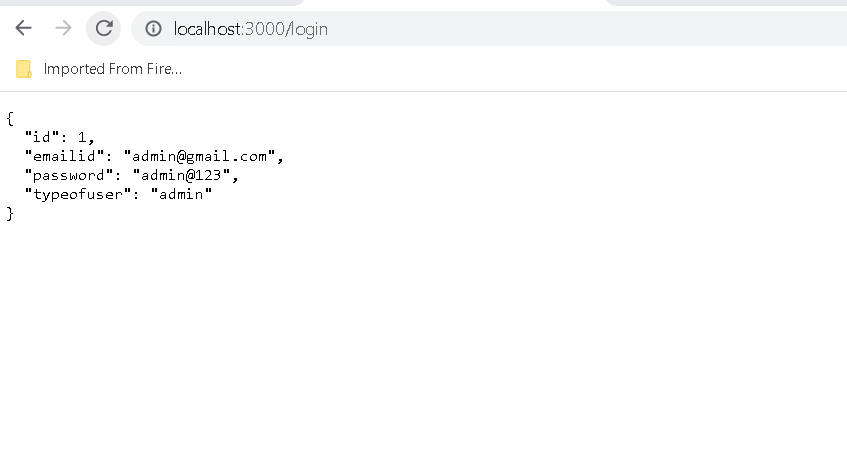 localhost:3000/login
Imported From Fire...
{
"id": 1,
"emailid": "admin@gmail.com",
"password": "admin@123",
"typeofuser": "admin"
}